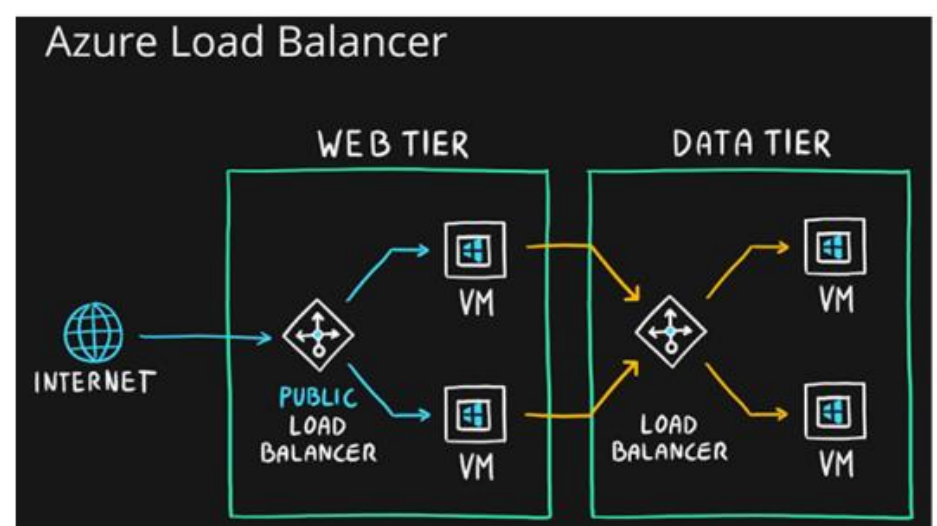 Azure Load Balancer
WEB TIER
DATA TIER
VM
VM
INTERNET
PUBLIC
LOAD
BALANCER
LOAD
BALANCER
VM
VM